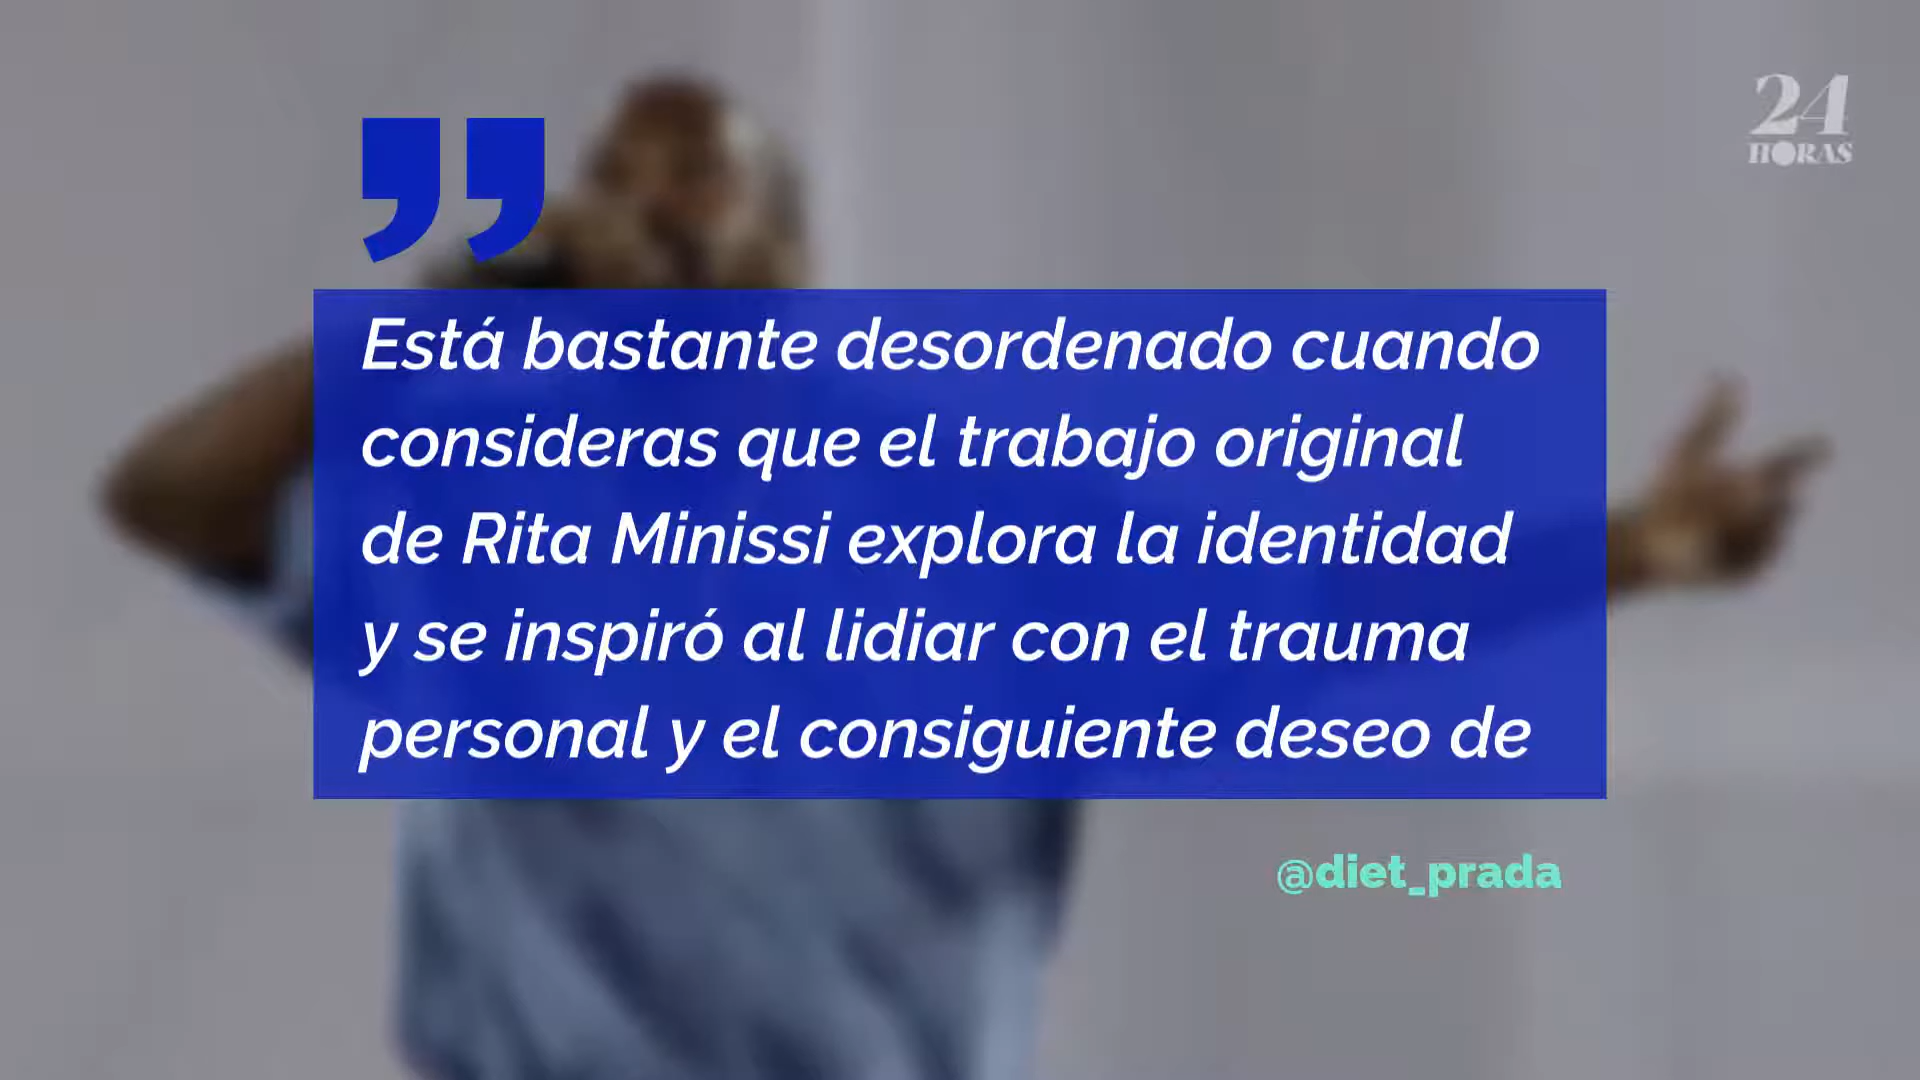 24
HORAS
Está bastante desordenado cuando
consideras que el trabajo original
de Rita Minissi explora la identidad
y se inspiró al lidiar con el trauma
personal y el consiguiente deseo de
@diet_prada